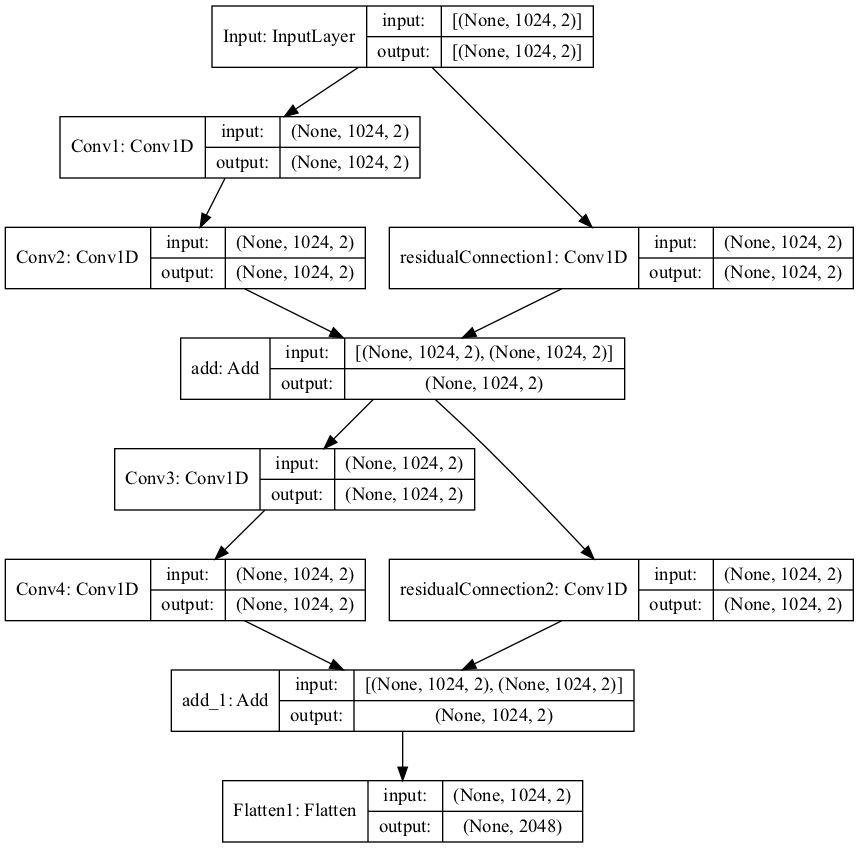 Input: InputLayer
input: [(None, 1024, 2)]
output: [(None, 1024, 2)]
Conv1: Conv1D
input: (None, 1024, 2)
output: (None, 1024, 2)
Conv2: Conv1D
input: (None, 1024, 2)
output: (None, 1024, 2)
residualConnection1: Conv1D
input: (None, 1024, 2)
output: (None, 1024, 2)
add: Add
input: [(None, 1024, 2), (None, 1024, 2)]
output: (None, 1024, 2)
Conv3: Conv1D
input: (None, 1024, 2)
output: (None, 1024, 2)
Conv4: Conv1D
input: (None, 1024, 2)
output: (None, 1024, 2)
residualConnection2: Conv1D
input: (None, 1024, 2)
output: (None, 1024, 2)
add_1: Add
input: [(None, 1024, 2), (None, 1024, 2)]
output: (None, 1024, 2)
Flatten1: Flatten
input: (None, 1024, 2)
output: (None, 2048)